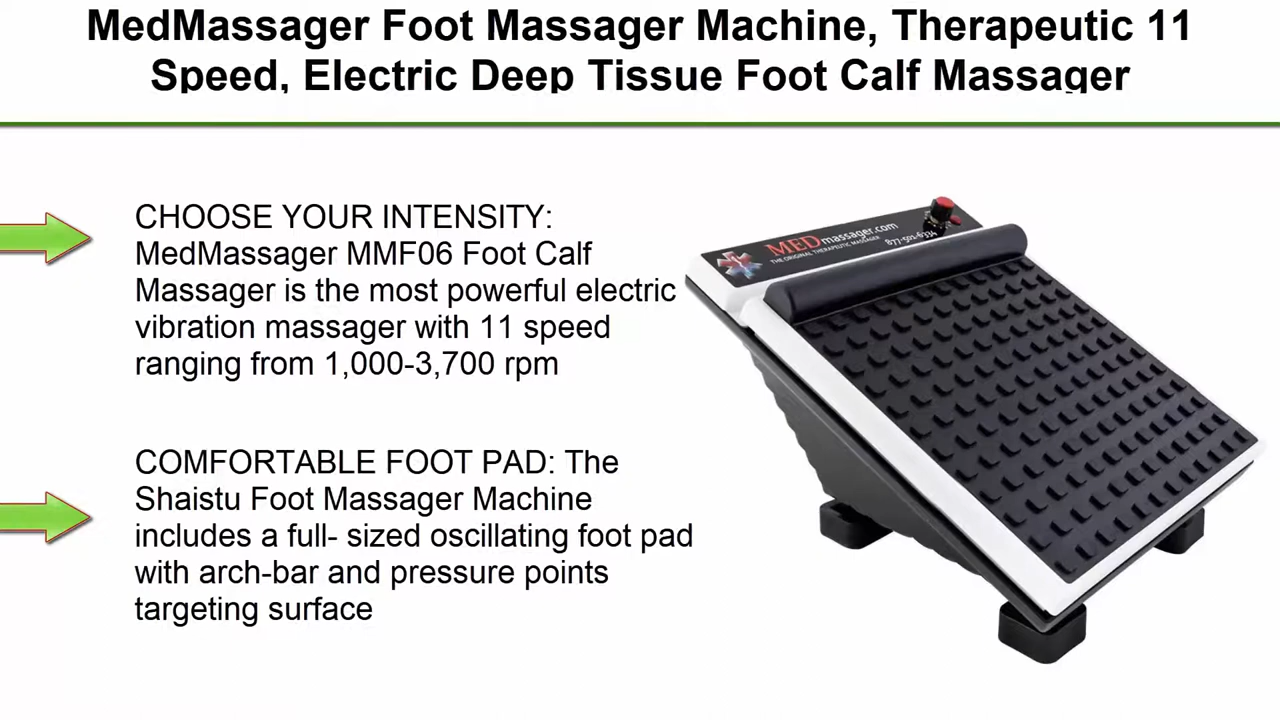 MedMassager Foot Massager Machine, Therapeutic 11
Speed, Electric Deep Tissue Foot Calf Massager
CHOOSE YOUR INTENSITY:
MedMassager MMF06 Foot Calf
Massager is the most powerful electric
vibration massager with 11 speed
ranging from 1,000-3,700 rpm
COMFORTABLE FOOT PAD: The
Shaistu Foot Massager Machine
includes a full- sized oscillating foot pad
with arch-bar and pressure points
targeting surface
MEDmassager.com
THE ORIGINAL THERAPEUTIC MASSAGER
877-502-6334